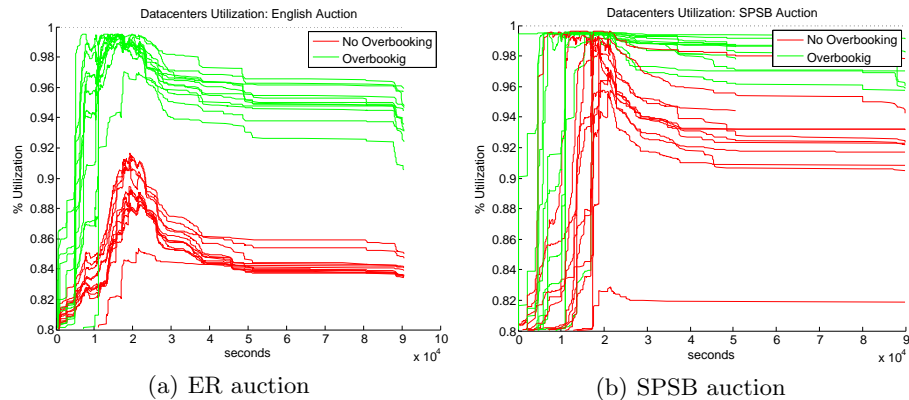 Datacenters Utilization: English Auction
1
0.98
0.96
0.94
0.92
0.9
0.88
0.86
0.84
0.82
0.8
% Utilization
No Overbooking
Overbooking
0 1 2 3 4 5 6 7 8 9 10
seconds
x 10^4
(a) ER auction
Datacenters Utilization: SPSB Auction
1
0.98
0.96
0.94
0.92
0.9
0.88
0.86
0.84
0.82
0.8
% Utilization
No Overbooking
Overbookig
0 1 2 3 4 5 6 7 8 9
seconds
x 10^4
(b) SPSB auction